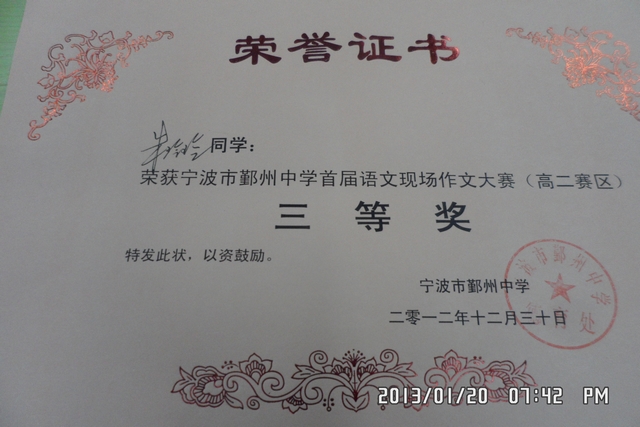 荣誉证书
同学：
荣获宁波市鄞州中学首届语文现场作文大赛（高二赛区）
三等奖
特发此状，以资鼓励。
宁波市鄞州中学
二零一二年十二月三十日
2013/01/20 07:42 PM